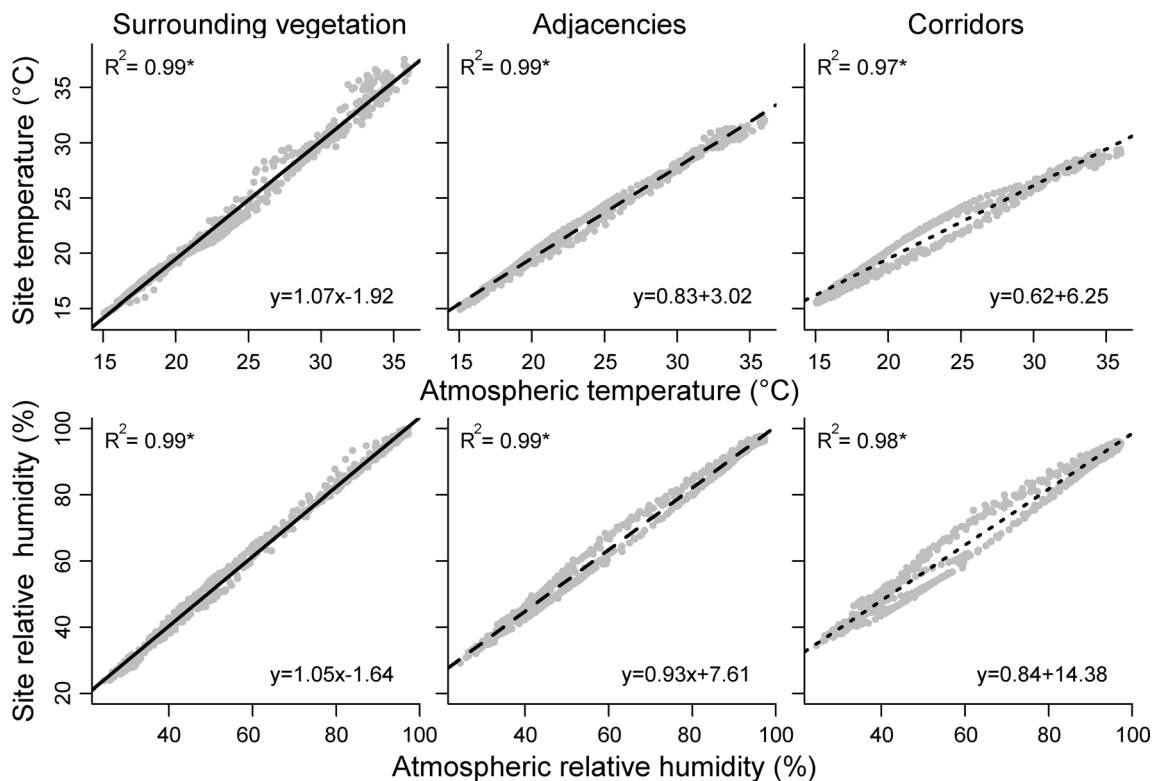 Surrounding vegetation
Adjacencies
Corridors
Site temperature (°C)
35
30
25
20
15
R²= 0.99*
y=1.07x-1.92
R²= 0.99*
y=0.83+3.02
R²= 0.97*
y=0.62+6.25
15 20 25 30 35
15 20 25 30 35
15 20 25 30 35
Atmospheric temperature (°C)
Site relative humidity (%)
100
80
60
40
20
R²= 0.99*
y=1.05x-1.64
R²= 0.99*
y=0.93x+7.61
R²= 0.98*
y=0.84+14.38
40 60 80 100
40 60 80 100
40 60 80 100
Atmospheric relative humidity (%)